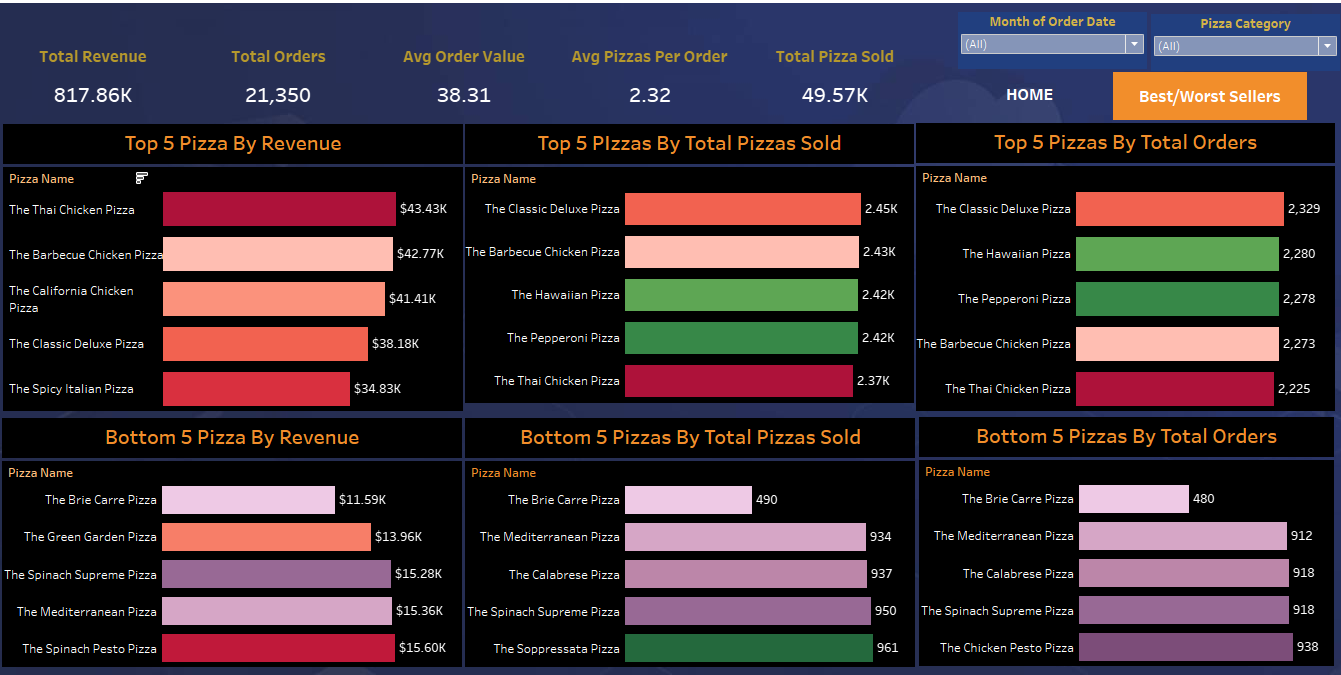 Month of Order Date
Pizza Category
(All)
(All)
Total Revenue
Total Orders
Avg Order Value
Avg Pizzas Per Order
Total Pizza Sold
817.86K
21,350
38.31
2.32
49.57K
HOME
Best/Worst Sellers
Top 5 Pizza By Revenue
Pizza Name
The Thai Chicken Pizza
$43.43K
The Barbecue Chicken Pizza
$42.77K
The California Chicken
Pizza
$41.41K
The Classic Deluxe Pizza
$38.18K
The Spicy Italian Pizza
$34.83K
Top 5 PIzzas By Total Pizzas Sold
Pizza Name
The Classic Deluxe Pizza
2.45K
The Barbecue Chicken Pizza
2.43K
The Hawaiian Pizza
2.42K
The Pepperoni Pizza
2.42K
The Thai Chicken Pizza
2.37K
Top 5 Pizzas By Total Orders
Pizza Name
The Classic Deluxe Pizza
2,329
The Hawaiian Pizza
2,280
The Pepperoni Pizza
2,278
The Barbecue Chicken Pizza
2,273
The Thai Chicken Pizza
2,225
Bottom 5 Pizza By Revenue
Pizza Name
The Brie Carre Pizza
$11.59K
The Green Garden Pizza
$13.96K
The Spinach Supreme Pizza
$15.28K
The Mediterranean Pizza
$15.36K
The Spinach Pesto Pizza
$15.60K
Bottom 5 Pizzas By Total Pizzas Sold
Pizza Name
The Brie Carre Pizza
490
The Mediterranean Pizza
934
The Calabrese Pizza
937
The Spinach Supreme Pizza
950
The Soppressata Pizza
961
Bottom 5 Pizzas By Total Orders
Pizza Name
The Brie Carre Pizza
480
The Mediterranean Pizza
912
The Calabrese Pizza
918
The Spinach Supreme Pizza
918
The Chicken Pesto Pizza
938